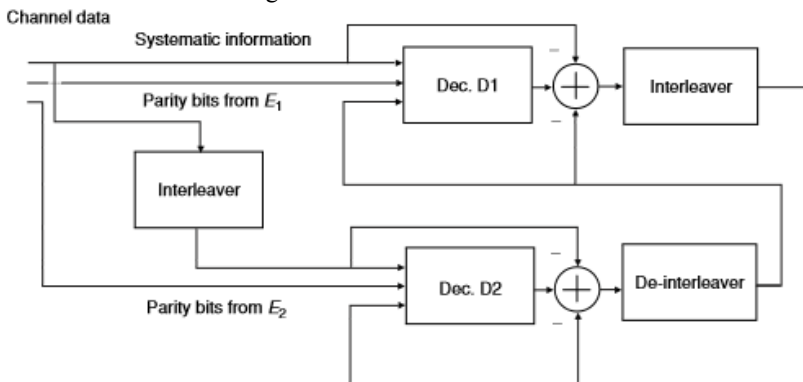 Channel data
Systematic information
Dec. D1
Interleaver
Parity bits from E1
Interleaver
Dec. D2
De-interleaver
Parity bits from E2